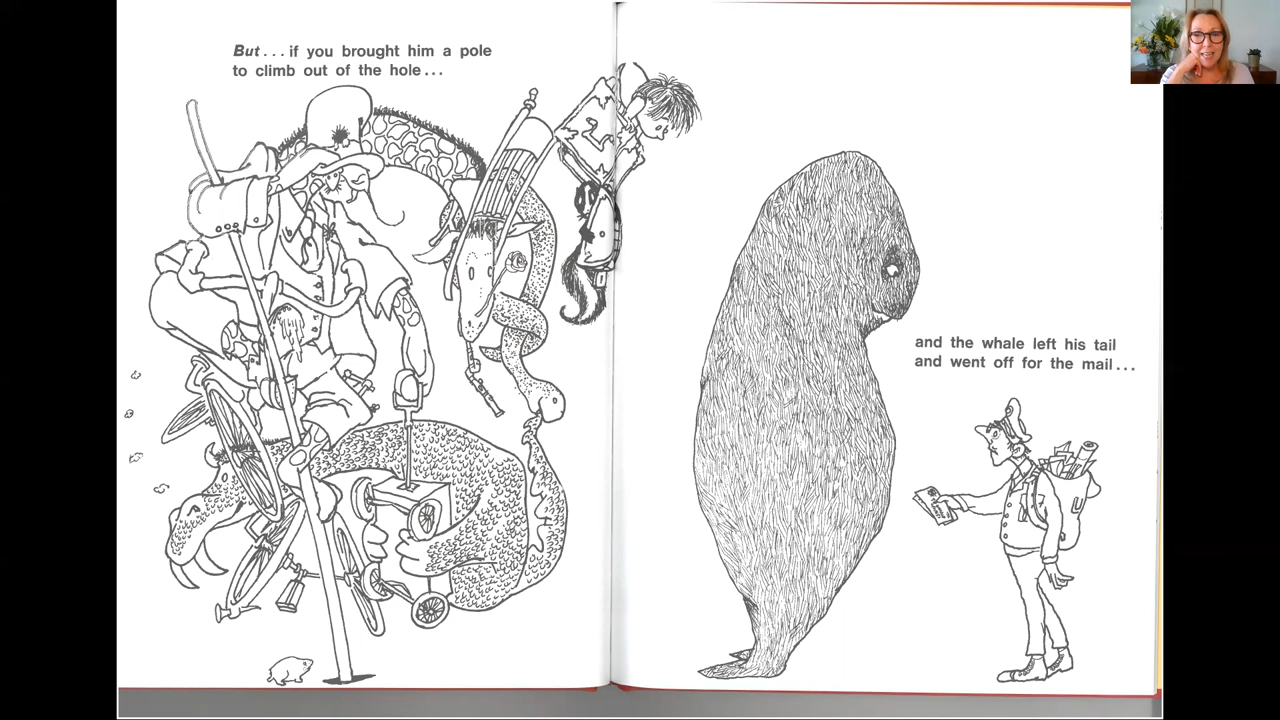 But...if you brought him a pole
to climb out of the hole...
and the whale left his tail
and went off for the mail...